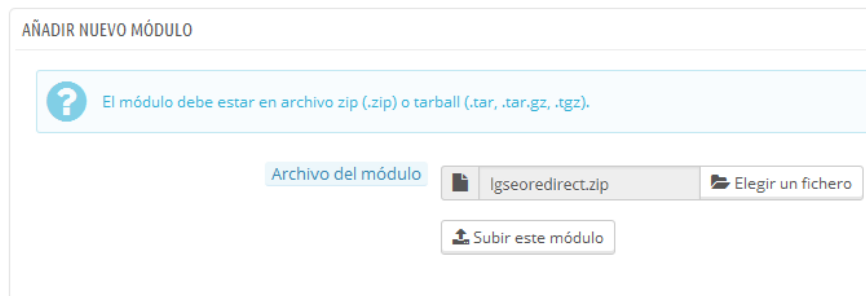 AÑADIR NUEVO MÓDULO
El módulo debe estar en archivo zip (.zip) o tarball (.tar, .tar.gz, .tgz).
Archivo del módulo lgseoredirect.zip Elegir un fichero
Subir este módulo